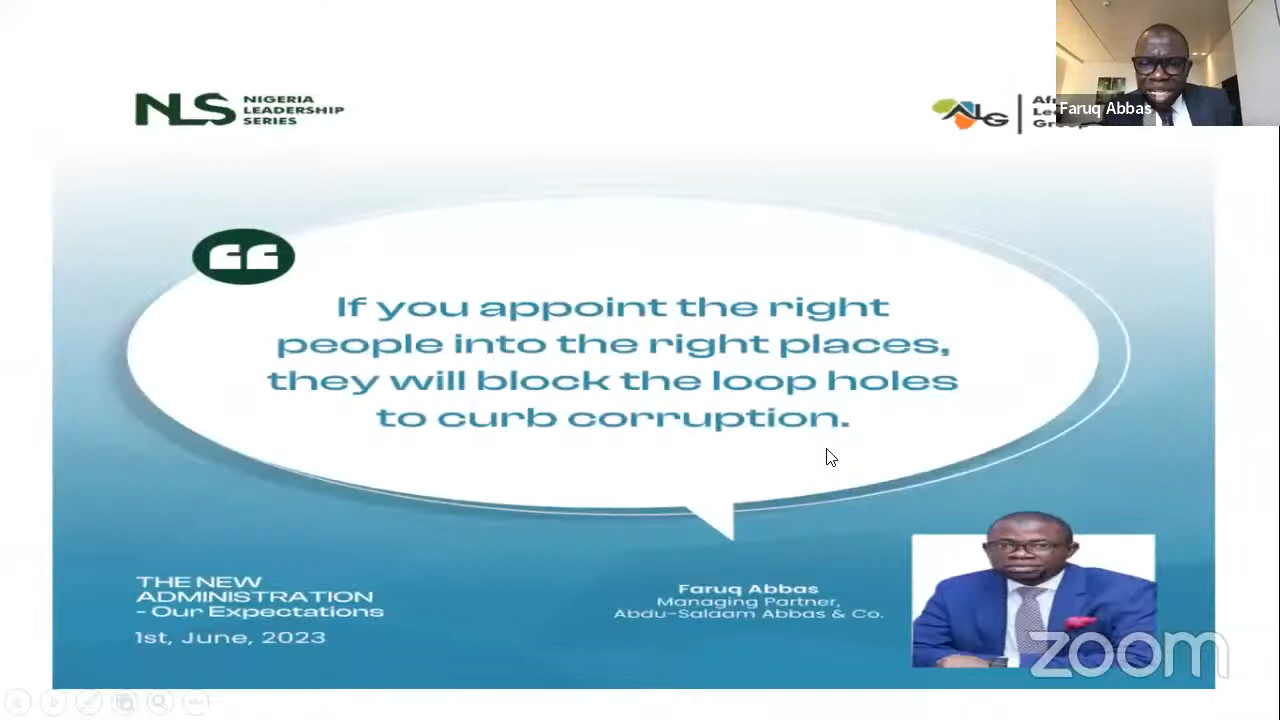 NLS
NIGERIA
LEADERSHIP
SERIES
ALG
Faruq Abbas
If you appoint the right
people into the right places,
they will block the loop holes
to curb corruption.
THE NEW
ADMINISTRATION
- Our Expectations
1st, June, 2023
Faruq Abbas
Managing Partner,
Abdu-Salaam Abbas & Co.
zoom